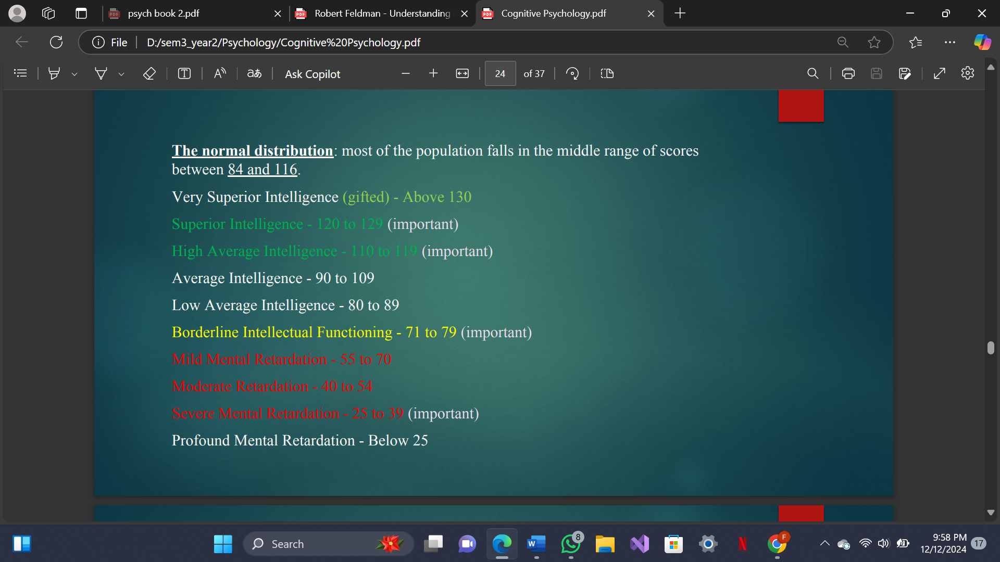 psych book 2.pdf
Robert Feldman - Understanding
Cognitive Psychology.pdf
File
D:/sem3_year2/Psychology/Cognitive%20Psychology.pdf
Ask Copilot
24
of 37
The normal distribution: most of the population falls in the middle range of scores
between 84 and 116.
Very Superior Intelligence (gifted) - Above 130
Superior Intelligence - 120 to 129 (important)
High Average Intelligence - 110 to 119 (important)
Average Intelligence - 90 to 109
Low Average Intelligence - 80 to 89
Borderline Intellectual Functioning - 71 to 79 (important)
Mild Mental Retardation - 55 to 70
Moderate Retardation - 40 to 54
Severe Mental Retardation - 25 to 39 (important)
Profound Mental Retardation - Below 25
Search
8
F
9:58 PM
12/12/2024
17